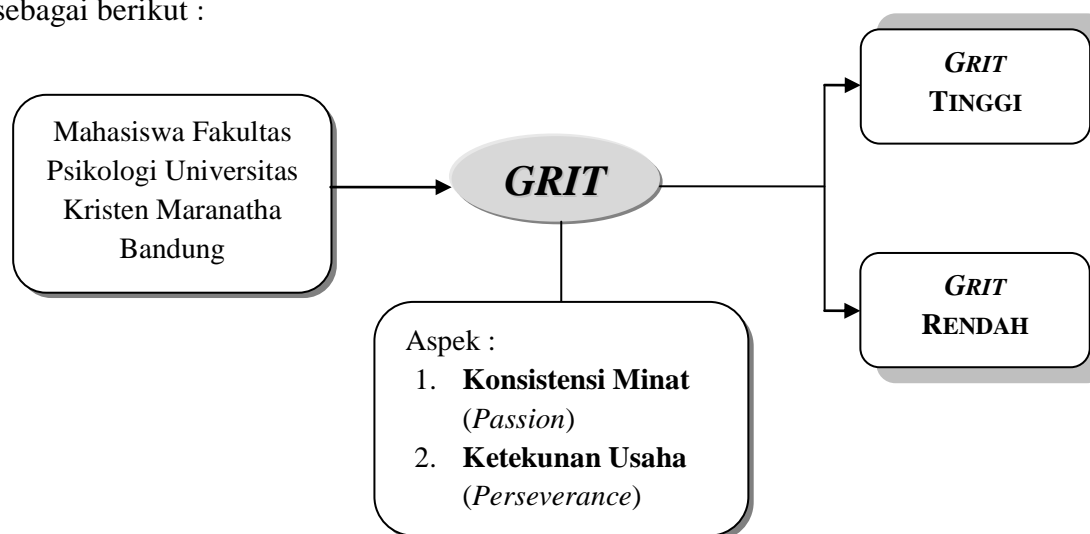 sebagai berikut :
Mahasiswa Fakultas
Psikologi Universitas
Kristen Maranatha
Bandung
GRIT
GRIT
TINGGI
GRIT
RENDAH
Aspek :
1. Konsistensi Minat
(Passion)
2. Ketekunan Usaha
(Perseverance)